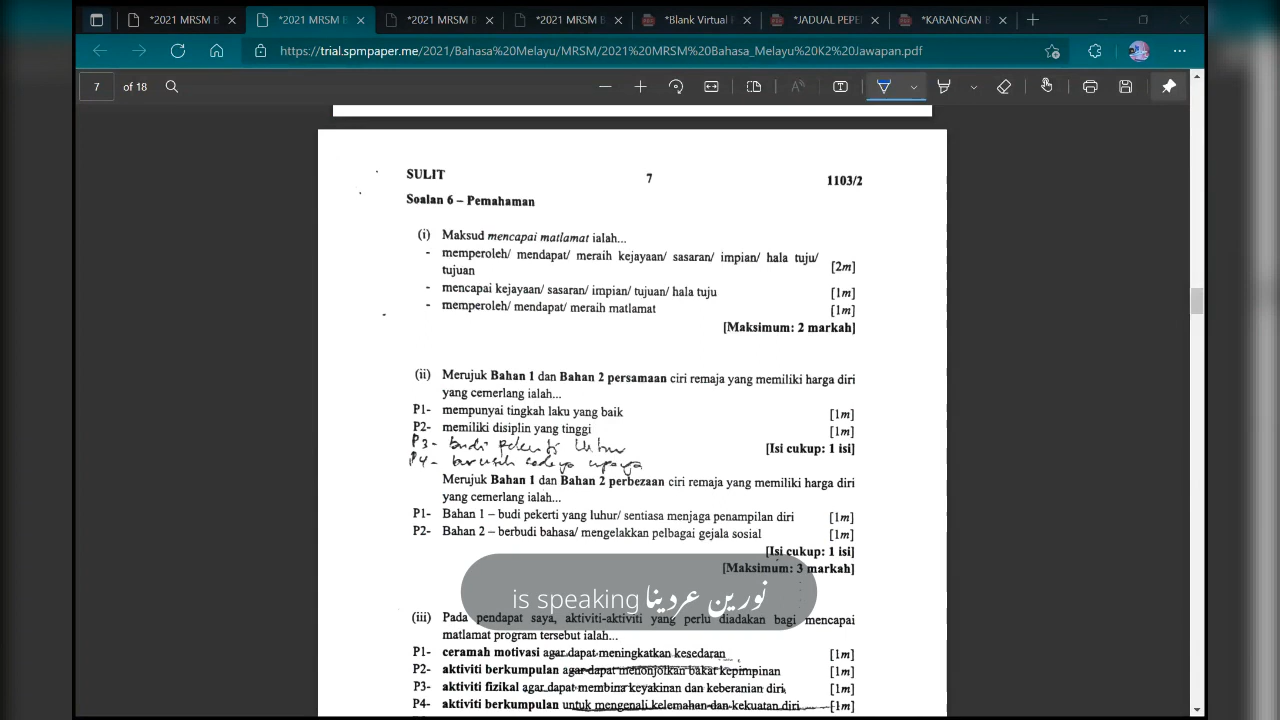 *2021 MRSM B
*2021 MRSM B
*2021 MRSM B
*2021 MRSM B
*Blank Virtual F
*JADUAL PEPE
*KARANGAN B
https://trial.spmpaper.me/2021/Bahasa%20Melayu/MRSM/2021%20MRSM%20Bahasa_Melayu%20K2%20Jawapan.pdf
7 of 18
SULIT 7 1103/2
Soalan 6 – Pemahaman
(i) Maksud mencapai matlamat ialah...
- memperoleh/ mendapat/ meraih kejayaan/ sasaran/ impian/ hala tuju/ [2m]
tujuan
- mencapai kejayaan/ sasaran/ impian/ tujuan/ hala tuju [1m]
- memperoleh/ mendapat/ meraih matlamat [1m]
[Maksimum: 2 markah]
(ii) Merujuk Bahan 1 dan Bahan 2 persamaan ciri remaja yang memiliki harga diri
yang cemerlang ialah...
P1- mempunyai tingkah laku yang baik [1m]
P2- memiliki disiplin yang tinggi [1m]
P3- budi pekerti luhur [Isi cukup: 1 isi]
P4- berusaha sedaya upaya
Merujuk Bahan 1 dan Bahan 2 perbezaan ciri remaja yang memiliki harga diri
yang cemerlang ialah...
P1- Bahan 1 – budi pekerti yang luhur/ sentiasa menjaga penampilan diri [1m]
P2- Bahan 2 – berbudi bahasa/ mengelakkan pelbagai gejala sosial [1m]
[Isi cukup: 1 isi]
[Maksimum: 3 markah]
نورين عردينا is speaking
(iii) Pada pendapat saya, aktiviti-aktiviti yang perlu diadakan bagi mencapai
matlamat program tersebut ialah...
P1- ceramah motivasi agar dapat meningkatkan kesedaran [1m]
P2- aktiviti berkumpulan agar dapat menonjolkan bakat kepimpinan [1m]
P3- aktiviti fizikal agar dapat membina keyakinan dan keberanian diri [1m]
P4- aktiviti berkumpulan untuk mengenali kelemahan dan kekuatan diri [1m]